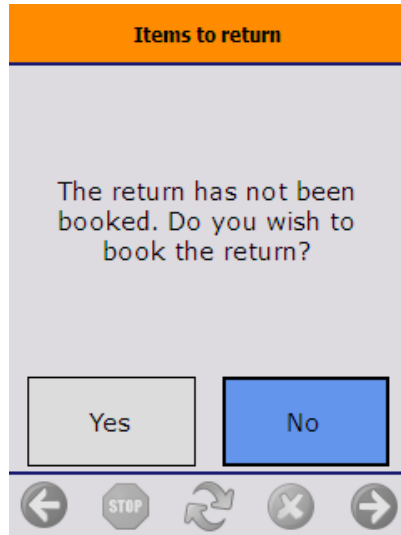 Items to return
The return has not been
booked. Do you wish to
book the return?
Yes No
STOP